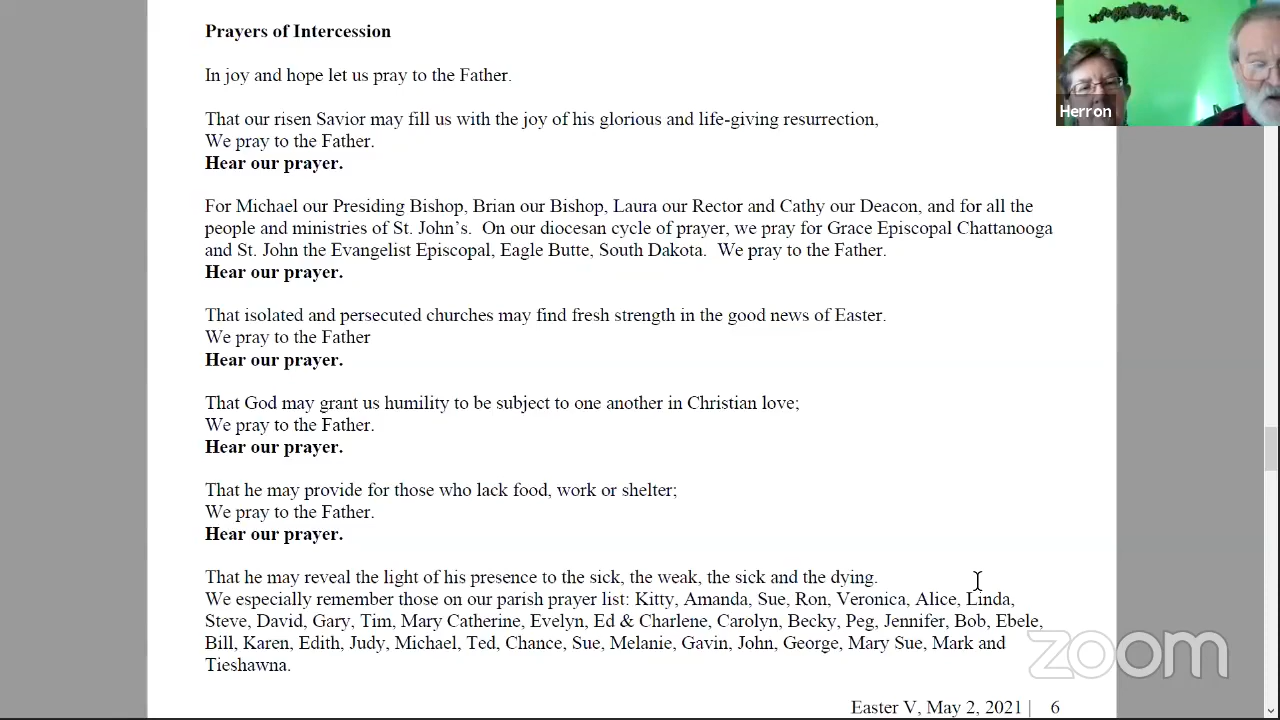 Prayers of Intercession
In joy and hope let us pray to the Father.
That our risen Savior may fill us with the joy of his glorious and life-giving resurrection,
We pray to the Father.
Hear our prayer.
For Michael our Presiding Bishop, Brian our Bishop, Laura our Rector and Cathy our Deacon, and for all the
people and ministries of St. John’s.  On our diocesan cycle of prayer, we pray for Grace Episcopal Chattanooga
and St. John the Evangelist Episcopal, Eagle Butte, South Dakota.  We pray to the Father.
Hear our prayer.
That isolated and persecuted churches may find fresh strength in the good news of Easter.
We pray to the Father
Hear our prayer.
That God may grant us humility to be subject to one another in Christian love;
We pray to the Father.
Hear our prayer.
That he may provide for those who lack food, work or shelter;
We pray to the Father.
Hear our prayer.
That he may reveal the light of his presence to the sick, the weak, the sick and the dying.
We especially remember those on our parish prayer list: Kitty, Amanda, Sue, Ron, Veronica, Alice, Linda,
Steve, David, Gary, Tim, Mary Catherine, Evelyn, Ed & Charlene, Carolyn, Becky, Peg, Jennifer, Bob, Ebele,
Bill, Karen, Edith, Judy, Michael, Ted, Chance, Sue, Melanie, Gavin, John, George, Mary Sue, Mark and
Tieshawna.
Easter V, May 2, 2021 | 6
Herron
zoom